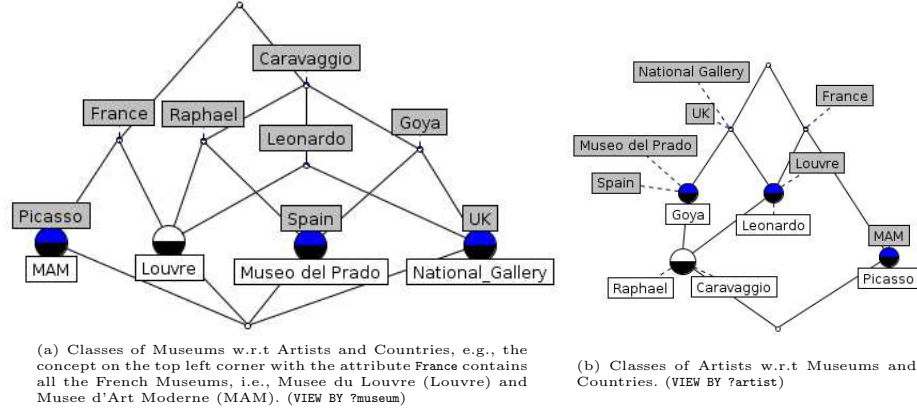 Caravaggio
France
Raphael
Leonardo
Goya
Picasso
Spain
UK
MAM
Louvre
Museo del Prado
National_Gallery
(a) Classes of Museums w.r.t Artists and Countries, e.g., the
concept on the top left corner with the attribute France contains
all the French Museums, i.e., Musee du Louvre (Louvre) and
Musee d'Art Moderne (MAM). (VIEW BY ?museum)
National Gallery
France
UK
Museo del Prado
Louvre
Spain
Goya
Leonardo
MAM
Raphael
Caravaggio
Picasso
(b) Classes of Artists w.r.t Museums and
Countries. (VIEW BY ?artist)